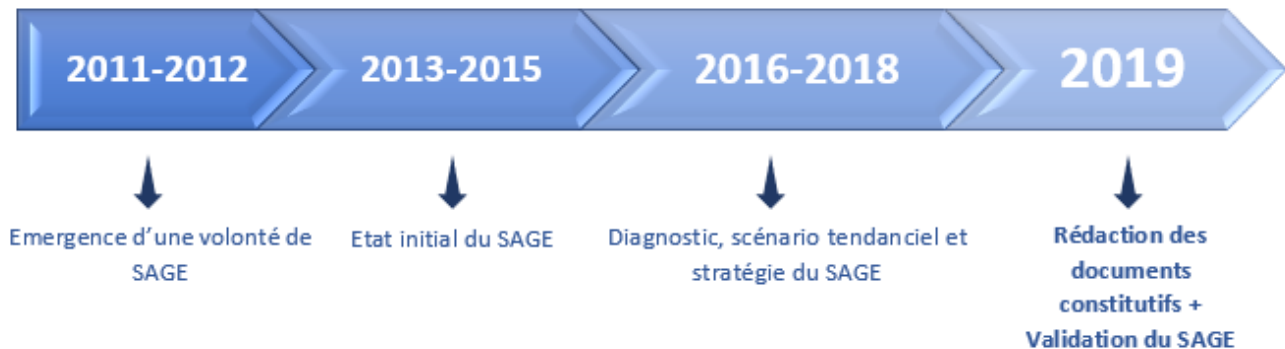 2011-2012
2013-2015
2016-2018
2019
Emergence d'une volonté de
SAGE
Etat initial du SAGE
Diagnostic, scénario tendanciel et
stratégie du SAGE
Rédaction des
documents
constitutifs +
Validation du SAGE